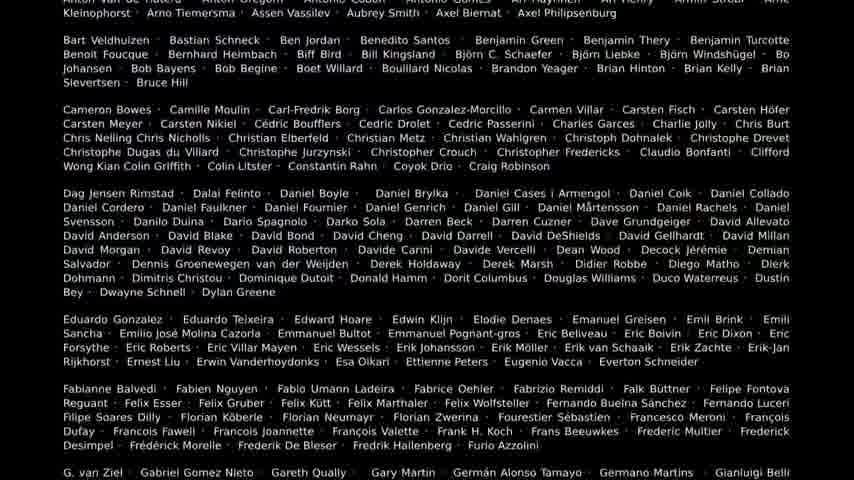 Kleinophorst · Arno Tiemersma · Assen Vassilev · Aubrey Smith · Axel Biernat · Axel Philipsenburg
Bart Veldhuizen · Bastian Schneck · Ben Jordan · Benedito Santos · Benjamin Green · Benjamin Thery · Benjamin Turcotte
Benoit Foucque · Bernhard Heimbach · Biff Bird · Bill Kingsland · Björn C. Schaefer · Björn Liebke · Björn Windshügel · Bo
Johansen · Bob Bayens · Bob Begine · Boet Willard · Bouillard Nicolas · Brandon Yeager · Brian Hinton · Brian Kelly · Brian
Sievertsen · Bruce Hill
Cameron Bowes · Camille Moulin · Carl-Fredrik Borg · Carlos Gonzalez-Morcillo · Carmen Villar · Carsten Fisch · Carsten Höfer
Carsten Meyer · Carsten Nikiel · Cédric Boufflers · Cedric Drolet · Cedric Passerini · Charles Garces · Charlie Jolly · Chris Burt
Chris Nelling Chris Nicholls · Christian Elberfeld · Christian Metz · Christian Wahlgren · Christoph Dohnalek · Christophe Drevet
Christophe Dugas du Villard · Christophe Jurzynski · Christopher Crouch · Christopher Fredericks · Claudio Bonfanti · Clifford
Wong Kian Colin Griffith · Colin Litster · Constantin Rahn · Coyok Drio · Craig Robinson
Dag Jensen Rimstad · Dalai Felinto · Daniel Boyle · Daniel Brylka · Daniel Cases i Armengol · Daniel Coik · Daniel Collado
Daniel Cordero · Daniel Faulkner · Daniel Fournier · Daniel Genrich · Daniel Gill · Daniel Mårtensson · Daniel Rachels · Daniel
Svensson · Danilo Duina · Dario Spagnolo · Darko Sola · Darren Beck · Darren Cuzner · Dave Grundgeiger · David Allevato
David Anderson · David Blake · David Bond · David Cheng · David Darrell · David DeShields · David Gellhardt · David Millan
David Morgan · David Revoy · David Roberton · Davide Canni · Davide Vercelli · Dean Wood · Decock Jérémie · Demian
Salvador · Dennis Groenewegen van der Weijden · Derek Holdaway · Derek Marsh · Didier Robbe · Diego Matho · Dierk
Dohmann · Dimitris Christou · Dominique Dutoit · Donald Hamm · Dorit Columbus · Douglas Williams · Duco Waterreus · Dustin
Bey · Dwayne Schnell · Dylan Greene
Eduardo Gonzalez · Eduardo Teixeira · Edward Hoare · Edwin Klijn · Elodie Denaes · Emanuel Greisen · Emil Brink · Emili
Sancha · Emilio José Molina Cazorla · Emmanuel Bultot · Emmanuel Pognant-gros · Eric Beliveau · Eric Boivin · Eric Dixon · Eric
Forsythe · Eric Roberts · Eric Villar Mayen · Eric Wessels · Erik Johansson · Erik Möller · Erik van Schaaik · Erik Zachte · Erik-Jan
Rijkhorst · Ernest Liu · Erwin Vanderhoydonks · Esa Oikari · Ettienne Peters · Eugenio Vacca · Everton Schneider
Fabianne Balvedi · Fabien Nguyen · Fabio Umann Ladeira · Fabrice Oehler · Fabrizio Remiddi · Falk Büttner · Felipe Fontova
Reguant · Felix Esser · Felix Gruber · Felix Kütt · Felix Marthaler · Felix Wolfsteller · Fernando Buelna Sánchez · Fernando Luceri
Filipe Soares Dilly · Florian Köberle · Florian Neumayr · Florian Zwerina · Fourestier Sébastien · Francesco Meroni · François
Dufay · Francois Fawell · Francois Joannette · François Valette · Frank H. Koch · Frans Beeuwkes · Frederic Multier · Frederick
Desimpel · Frédérick Morelle · Frederik De Bleser · Fredrik Hallenberg · Furio Azzolini
G. van Ziel · Gabriel Gomez Nieto · Gareth Qually · Gary Martin · Germán Alonso Tamayo · Germano Martins · Gianluigi Belli